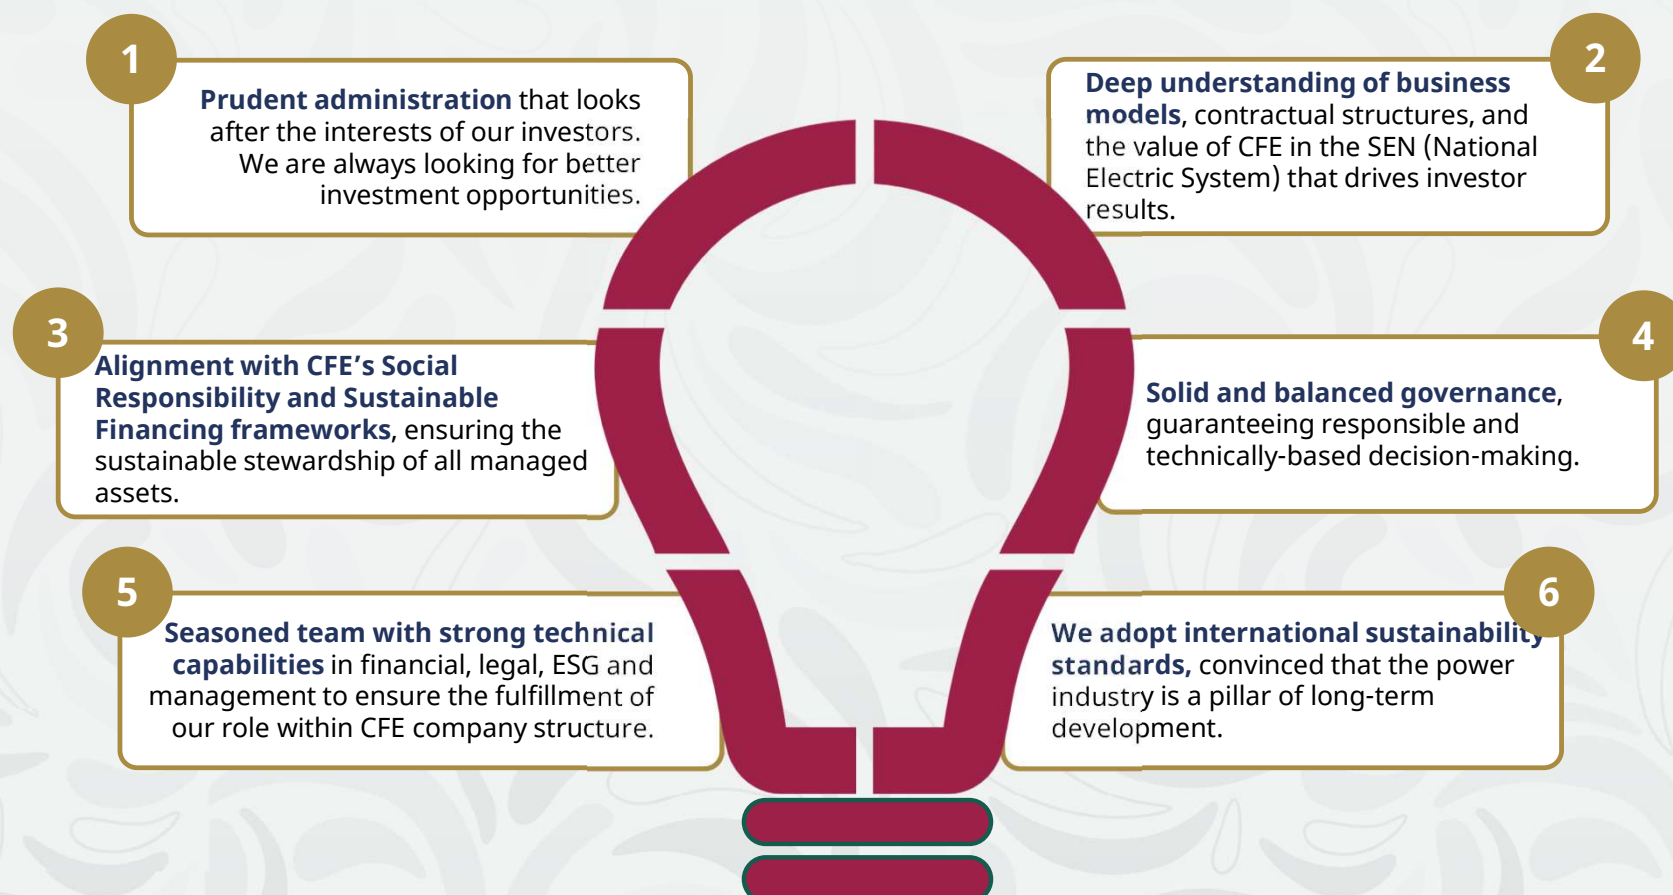 1
Prudent administration that looks
after the interests of our investors.
We are always looking for better
investment opportunities.
2
Deep understanding of business
models, contractual structures, and
the value of CFE in the SEN (National
Electric System) that drives investor
results.
3
Alignment with CFE’s Social
Responsibility and Sustainable
Financing frameworks, ensuring the
sustainable stewardship of all managed
assets.
4
Solid and balanced governance,
guaranteeing responsible and
technically-based decision-making.
5
Seasoned team with strong technical
capabilities in financial, legal, ESG and
management to ensure the fulfillment of
our role within CFE company structure.
6
We adopt international sustainability
standards, convinced that the power
industry is a pillar of long-term
development.